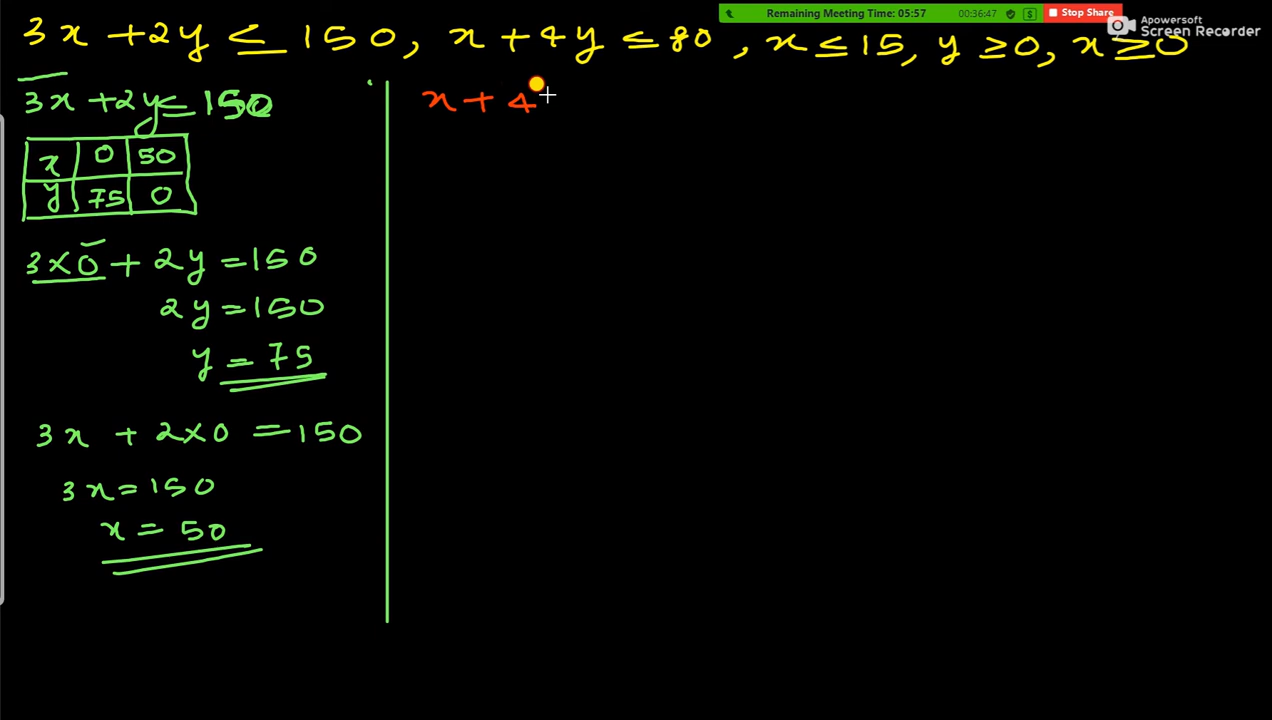 Remaining Meeting Time: 05:57
00:36:47
Stop Share
Apowersoft
Screen Recorder
3x + 2y ≤ 150, x + 4y ≤ 80, x ≤ 15, y ≥ 0, x ≥ 0
3x + 2y ≤ 150
x 0 50
y 75 0
3×0 + 2y = 150
2y = 150
y = 75
3x + 2×0 = 150
3x = 150
x = 50
x + 4